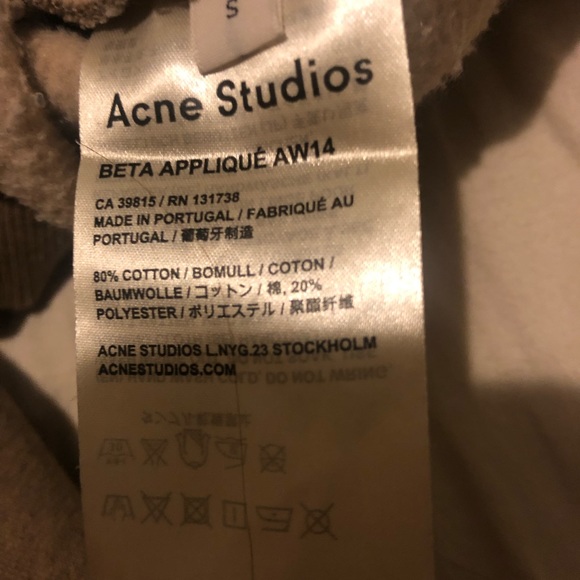 S
Acne Studios
BETA APPLIQUÉ AW14
CA 39815 / RN 131738
MADE IN PORTUGAL / FABRIQUÉ AU
PORTUGAL / 葡萄牙制造
80% COTTON / BOMULL / COTON /
BAUMWOLLE / コットン / 棉, 20%
POLYESTER / ポリエステル / 聚酯纤维
ACNE STUDIOS L.NYG.23 STOCKHOLM
ACNESTUDIOS.COM